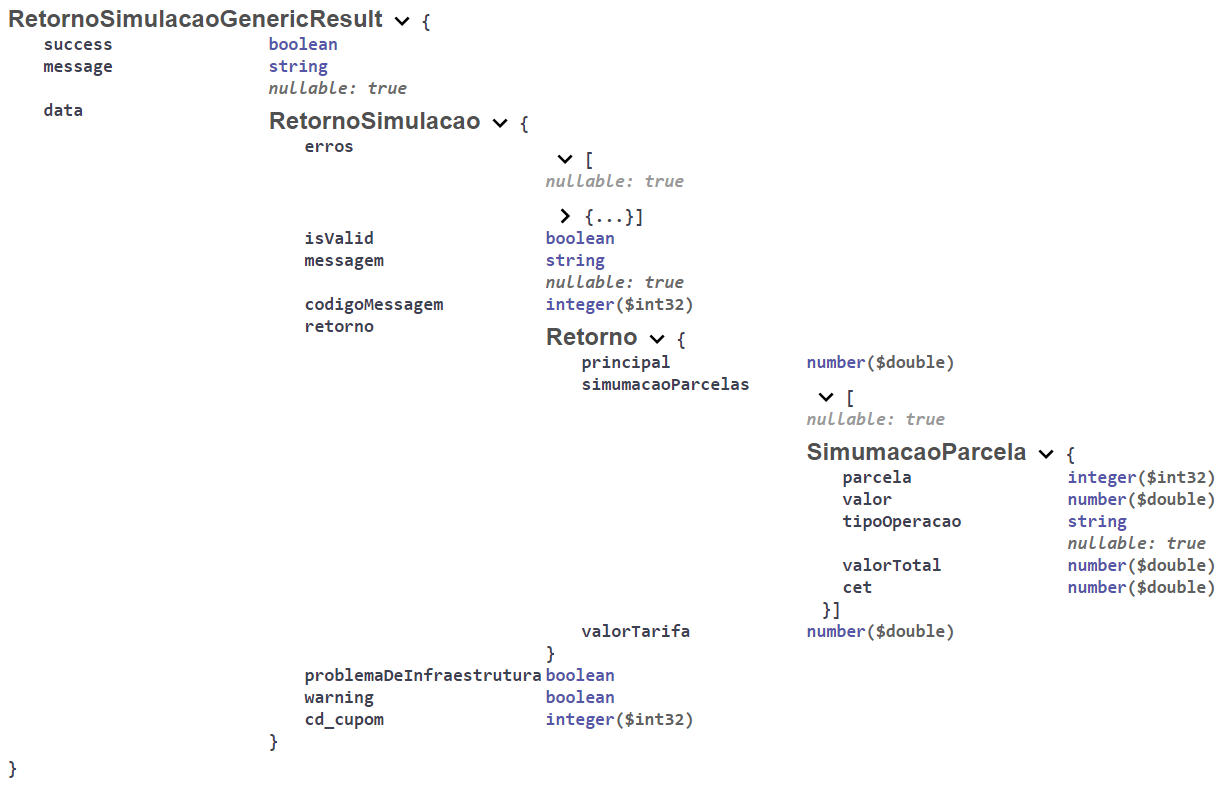 RetornoSimulacaoGenericResult {
success boolean
message string
nullable: true
data
RetornoSimulacao {
erros
[
nullable: true
{...}]
isValid boolean
messagem string
nullable: true
codigoMessagem integer($int32)
retorno
Retorno {
principal number($double)
simumacaoParcelas
[
nullable: true
SimumacaoParcela {
parcela integer($int32)
valor number($double)
tipoOperacao string
nullable: true
valorTotal number($double)
cet number($double)
}]
valorTarifa number($double)
}
problemaDeInfraestrutura boolean
warning boolean
cd_cupom integer($int32)
}
}